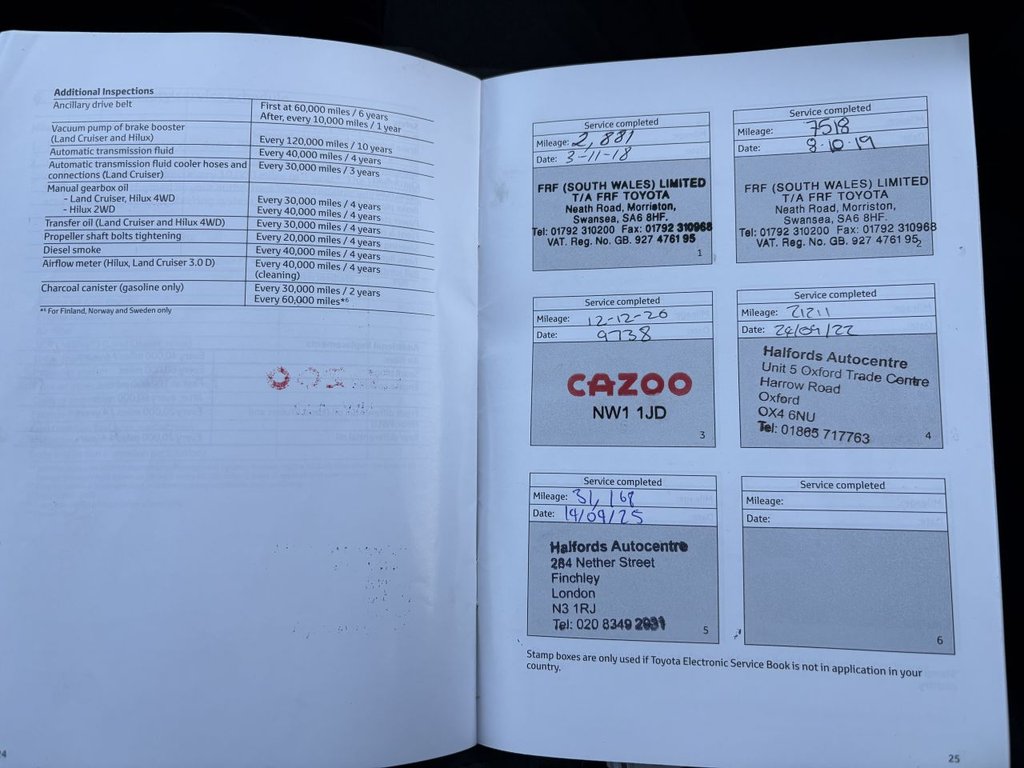 Additional Inspections
Ancillary drive belt First at 60,000 miles / 6 years
After, every 10,000 miles / 1 year
Vacuum pump of brake booster
(Land Cruiser and Hilux) Every 120,000 miles / 10 years
Automatic transmission fluid Every 40,000 miles / 4 years
Automatic transmission fluid cooler hoses and Every 30,000 miles / 3 years
connections (Land Cruiser)
Manual gearbox oil
- Land Cruiser, Hilux 4WD Every 30,000 miles / 4 years
- Hilux 2WD Every 40,000 miles / 4 years
Transfer oil (Land Cruiser and Hilux 4WD) Every 30,000 miles / 4 years
Propeller shaft bolts tightening Every 20,000 miles / 4 years
Diesel smoke Every 40,000 miles / 4 years
Airflow meter (Hilux, Land Cruiser 3.0 D) Every 40,000 miles / 4 years
(cleaning)
Charcoal canister (gasoline only) Every 30,000 miles / 2 years
Every 60,000 miles*6
*6 For Finland, Norway and Sweden only
24
Service completed
Mileage: 2,881
Date: 3-11-18
FRF (SOUTH WALES) LIMITED
T/A FRF TOYOTA
Neath Road, Morriston,
Swansea, SA6 8HF.
Tel: 01792 310200 Fax: 01792 310968
VAT. Reg. No. GB. 927 4761 95
1
Service completed
Mileage: 7518
Date: 8.10.19
FRF (SOUTH WALES) LIMITED
T/A FRF TOYOTA
Neath Road, Morriston,
Swansea, SA6 8HF.
Tel: 01792 310200 Fax: 01792 310968
VAT. Reg. No. GB. 927 4761 95
2
Service completed
Mileage: 12-12-20
Date: 9738
CAZOO
NW1 1JD
3
Service completed
Mileage: 21211
Date:
Halfords Autocentre
Unit 5 Oxford Trade Centre
Harrow Road
Oxford
OX4 6NU
Tel: 01865 717763
4
Service completed
Mileage:
Date: 19/09/25
Halfords Autocentre
284 Nether Street
Finchley
London
N3 1RJ
Tel: 020 8349 2931
5
Service completed
Mileage:
Date:
6
Stamp boxes are only used if Toyota Electronic Service Book is not in application in your
country.
25